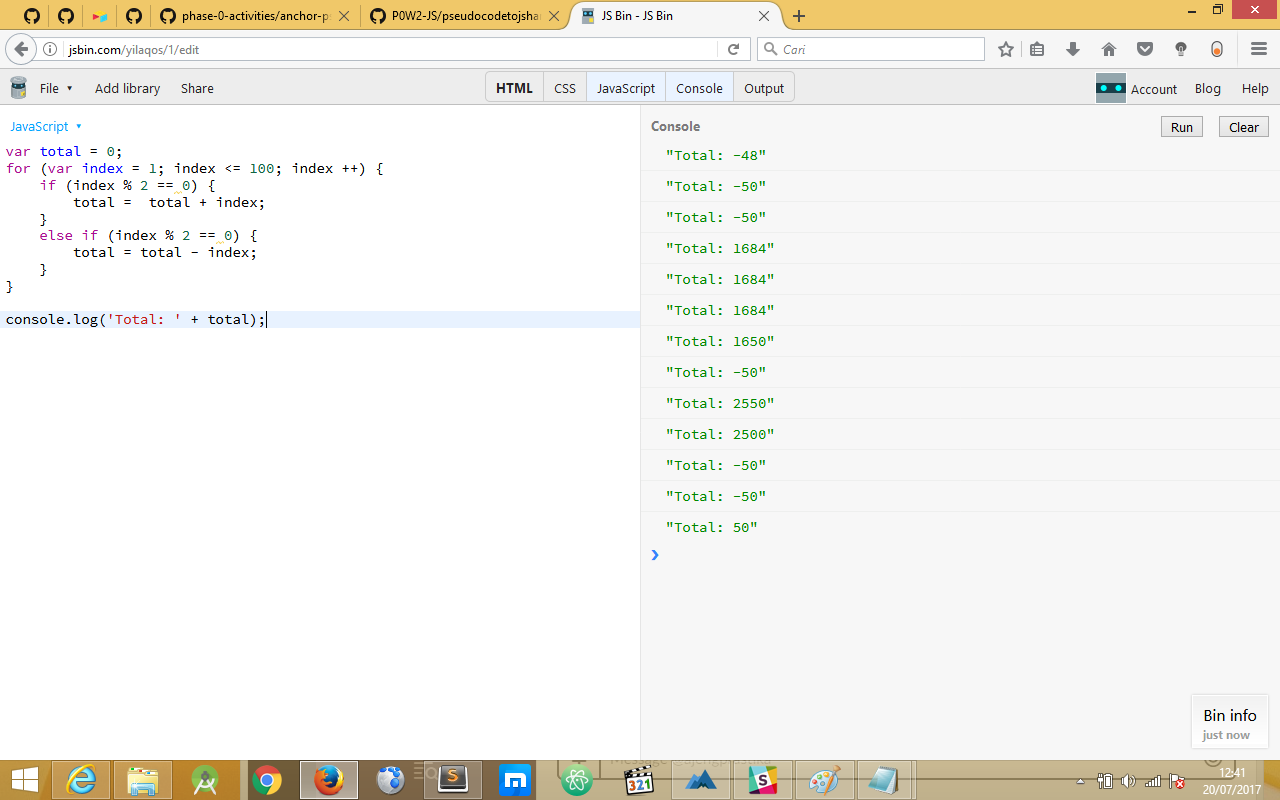 phase-0-activities/anchor-p
P0W2-JS/pseudocodetojsha
JS Bin - JS Bin
jsbin.com/yilaqos/1/edit
Cari
File
Add library
Share
HTML
CSS
JavaScript
Console
Output
Account
Blog
Help
JavaScript
var total = 0;
for (var index = 1; index <= 100; index ++) {
    if (index % 2 == 0) {
        total =  total + index;
    }
    else if (index % 2 == 0) {
        total = total - index;
    }
}
console.log('Total: ' + total);
Console
Run
Clear
"Total: -48"
"Total: -50"
"Total: -50"
"Total: 1684"
"Total: 1684"
"Total: 1684"
"Total: 1650"
"Total: -50"
"Total: 2550"
"Total: 2500"
"Total: -50"
"Total: -50"
"Total: 50"
Bin info
just now
S
321
12:41
20/07/2017